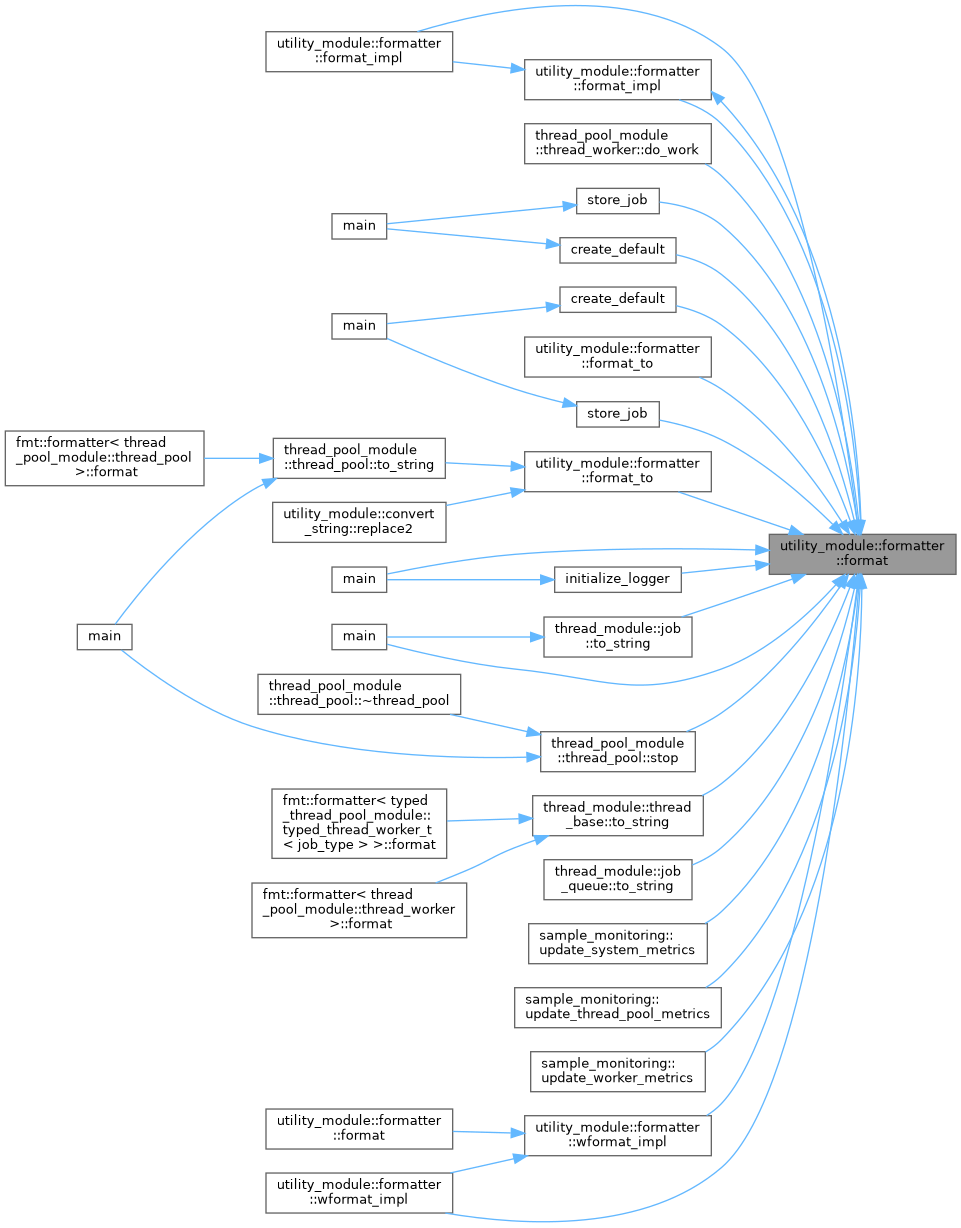 utility_module::formatter
::format_impl
utility_module::formatter
::format_impl
thread_pool_module
::thread_worker::do_work
store_job
main
create_default
create_default
main
utility_module::formatter
::format_to
store_job
fmt::formatter< thread
_pool_module::thread_pool
>::format
thread_pool_module
::thread_pool::to_string
utility_module::formatter
::format_to
utility_module::convert
_string::replace2
utility_module::formatter
::format
main
initialize_logger
main
main
thread_module::job
::to_string
thread_pool_module
::thread_pool::~thread_pool
thread_pool_module
::thread_pool::stop
fmt::formatter< typed
_thread_pool_module::
typed_thread_worker_t
< job_type > >::format
thread_module::thread
_base::to_string
thread_module::job
_queue::to_string
fmt::formatter< thread
_pool_module::thread_worker
>::format
sample_monitoring::
update_system_metrics
sample_monitoring::
update_thread_pool_metrics
sample_monitoring::
update_worker_metrics
utility_module::formatter
::format
utility_module::formatter
::wformat_impl
utility_module::formatter
::wformat_impl